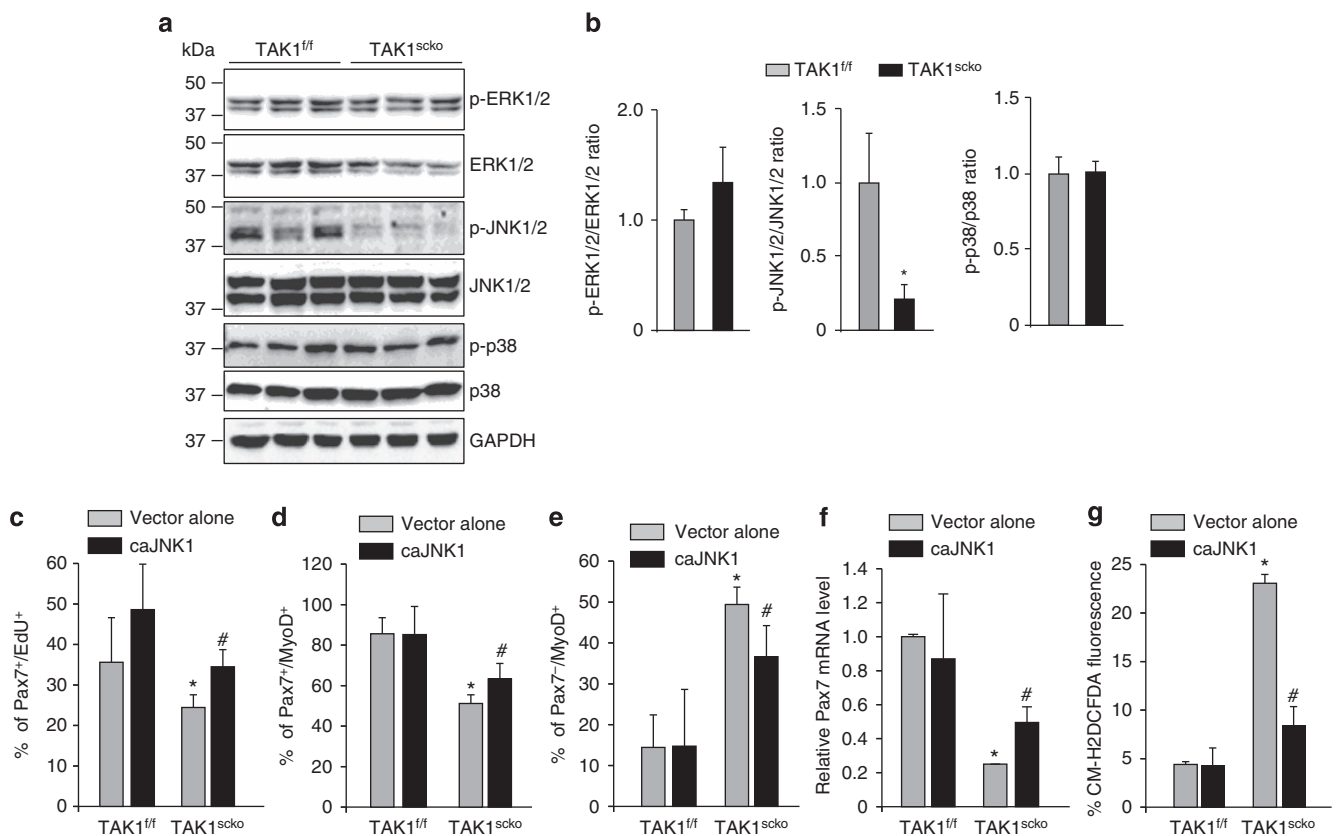 a
kDa
TAK1f/f
TAK1scko
50
37
p-ERK1/2
50
37
ERK1/2
50
37
p-JNK1/2
37
JNK1/2
37
p-p38
37
p38
37
GAPDH
b
TAK1f/f
TAK1scko
p-ERK1/2/ERK1/2 ratio
2.0
1.0
0
p-JNK1/2/JNK1/2 ratio
1.5
1.0
0.5
0
*
p-p38/p38 ratio
1.5
1.0
0.5
0
c
Vector alone
caJNK1
% of Pax7+/EdU+
60
50
40
30
20
10
0
*
#
TAK1f/f
TAK1scko
d
Vector alone
caJNK1
% of Pax7+/MyoD+
120
100
80
60
40
20
0
*
#
TAK1f/f
TAK1scko
e
Vector alone
caJNK1
% of Pax7−/MyoD+
60
50
40
30
20
10
0
*
#
TAK1f/f
TAK1scko
f
Vector alone
caJNK1
Relative Pax7 mRNA level
1.4
1.2
1.0
0.8
0.6
0.4
0.2
0
*
#
TAK1f/f
TAK1scko
g
Vector alone
caJNK1
% CM-H2DCFDA fluorescence
25
20
15
10
5
0
*
#
TAK1f/f
TAK1scko